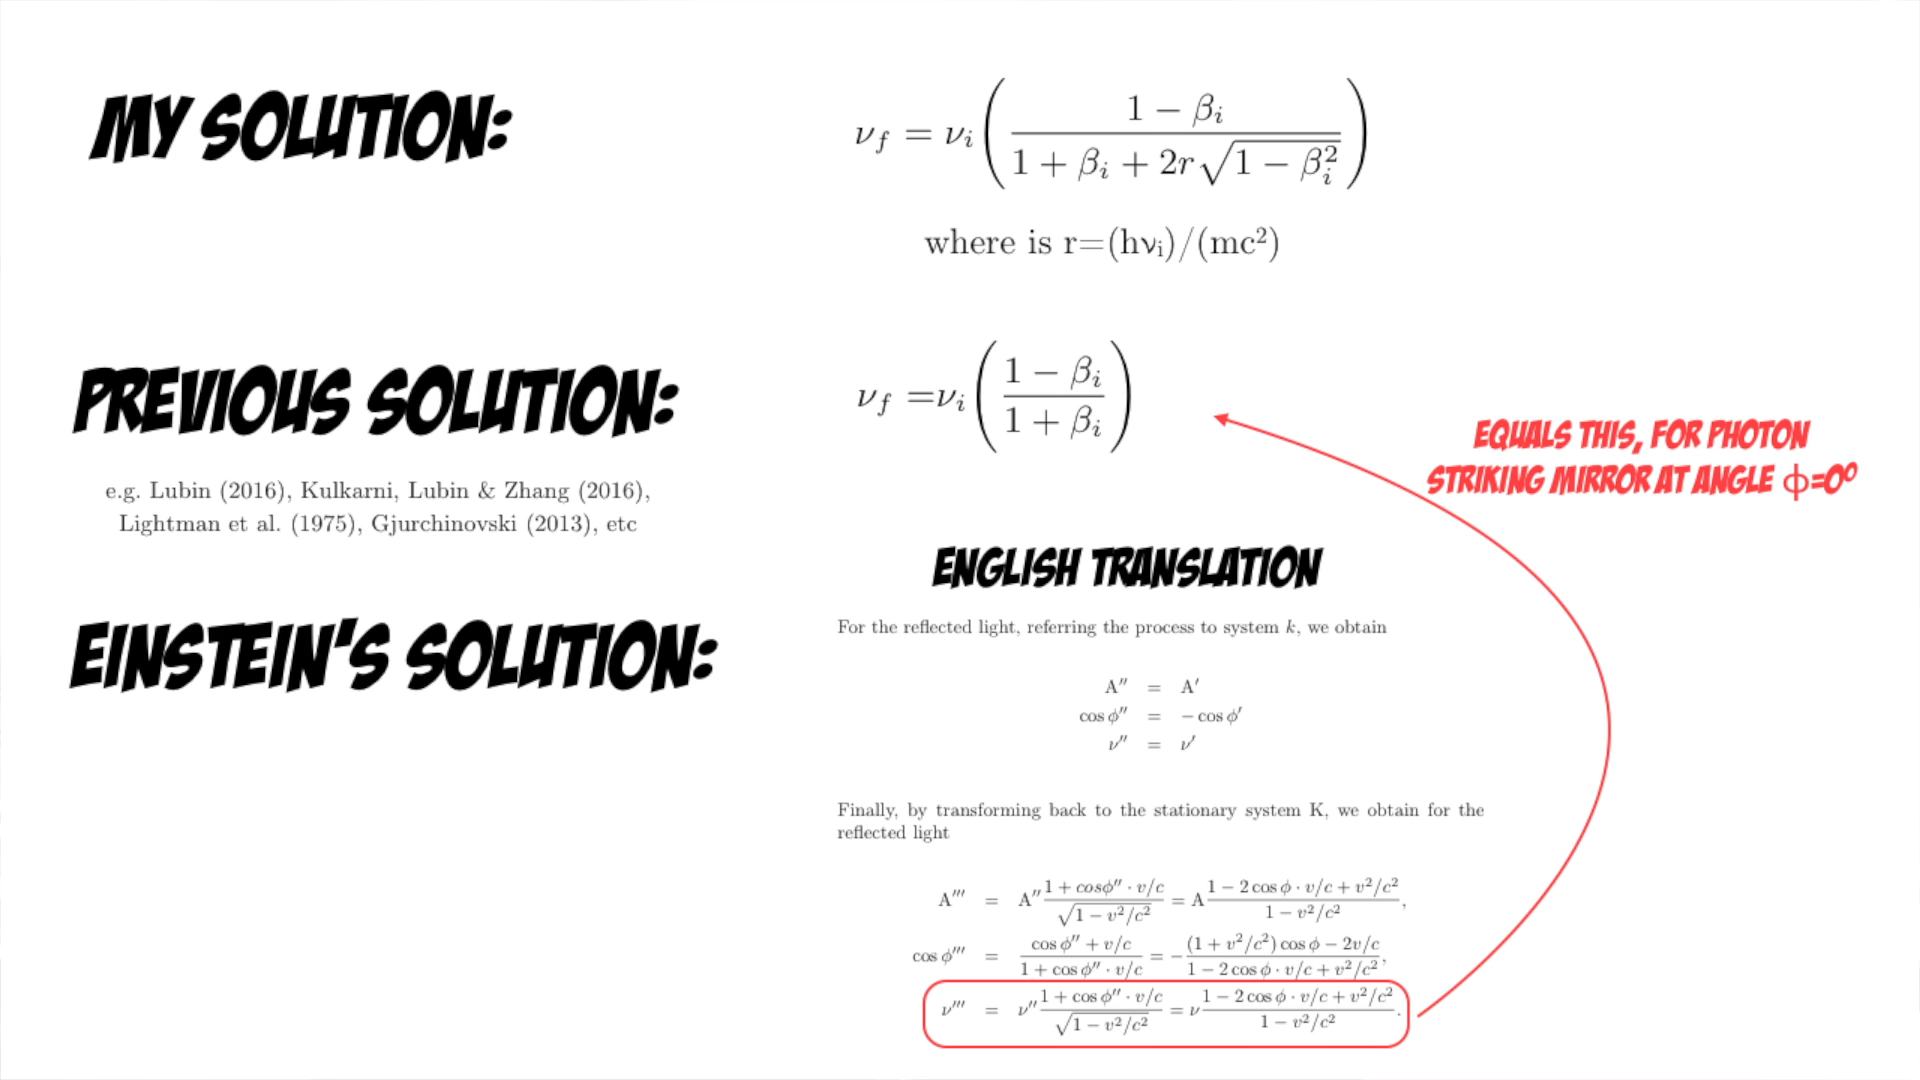 MY SOLUTION:
ν_f = ν_i ( (1 − β_i) / (1 + β_i + 2r√(1 − β_i²)) )
where is r=(hν_i)/(mc²)
PREVIOUS SOLUTION:
ν_f =ν_i ( (1 − β_i) / (1 + β_i) )
e.g. Lubin (2016), Kulkarni, Lubin & Zhang (2016),
Lightman et al. (1975), Gjurchinovski (2013), etc
EQUALS THIS, FOR PHOTON
STRIKING MIRROR AT ANGLE ϕ=0⁰
EINSTEIN'S SOLUTION:
ENGLISH TRANSLATION
For the reflected light, referring the process to system k, we obtain
A″ = A′
cos ϕ″ = − cos ϕ′
ν″ = ν′
Finally, by transforming back to the stationary system K, we obtain for the
reflected light
A‴ = A″ (1 + cosϕ″ · v/c) / √(1 − v²/c²) = A (1 − 2 cos ϕ · v/c + v²/c²) / (1 − v²/c²),
cos ϕ‴ = (cos ϕ″ + v/c) / (1 + cos ϕ″ · v/c) = − ((1 + v²/c²) cos ϕ − 2v/c) / (1 − 2 cos ϕ · v/c + v²/c²),
ν‴ = ν″ (1 + cos ϕ″ · v/c) / √(1 − v²/c²) = ν (1 − 2 cos ϕ · v/c + v²/c²) / (1 − v²/c²).